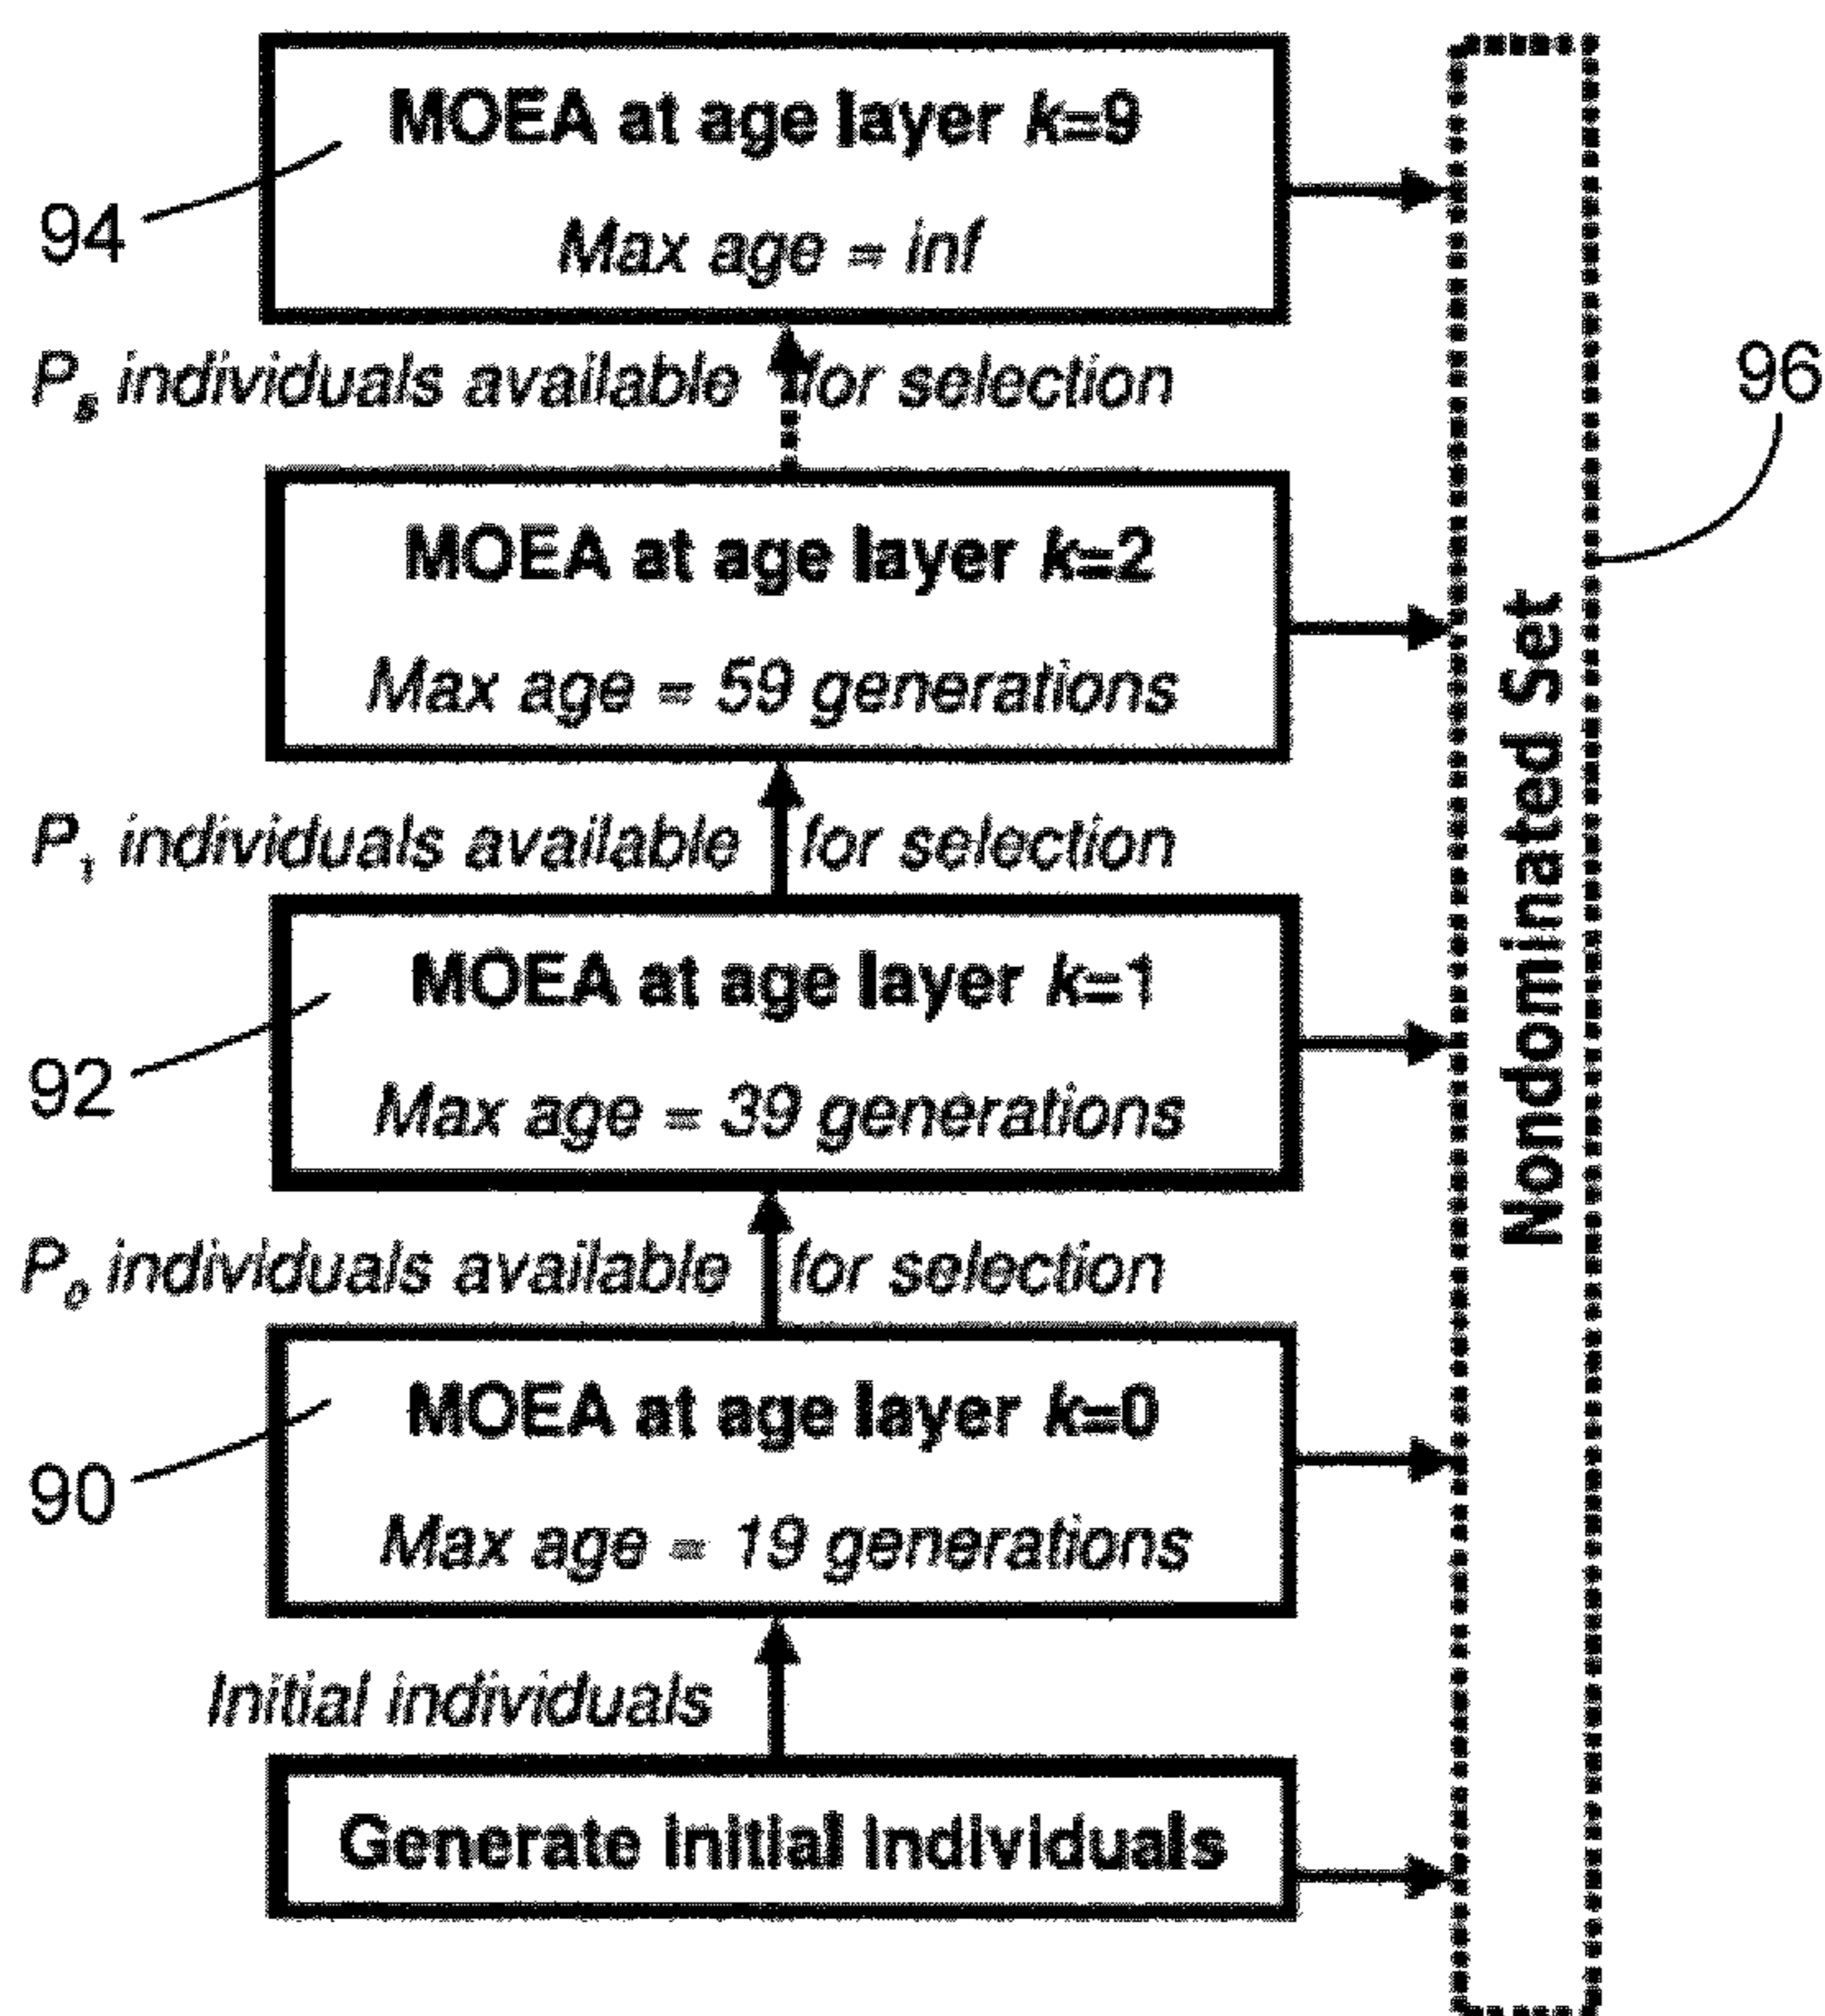 MOEA at age layer k=9
94
Max age = inf
individuals available for selection
96
MOEA at age layer k=2
Max age = 59 generations
P₁ individuals available for selection
Nondominated Set
MOEA at age layer k=1
92
Max age = 39 generations
P₀ individuals available for selection
MOEA at age layer k=0
90
Max age = 19 generations
Initial individuals
Generate Initial Individuals